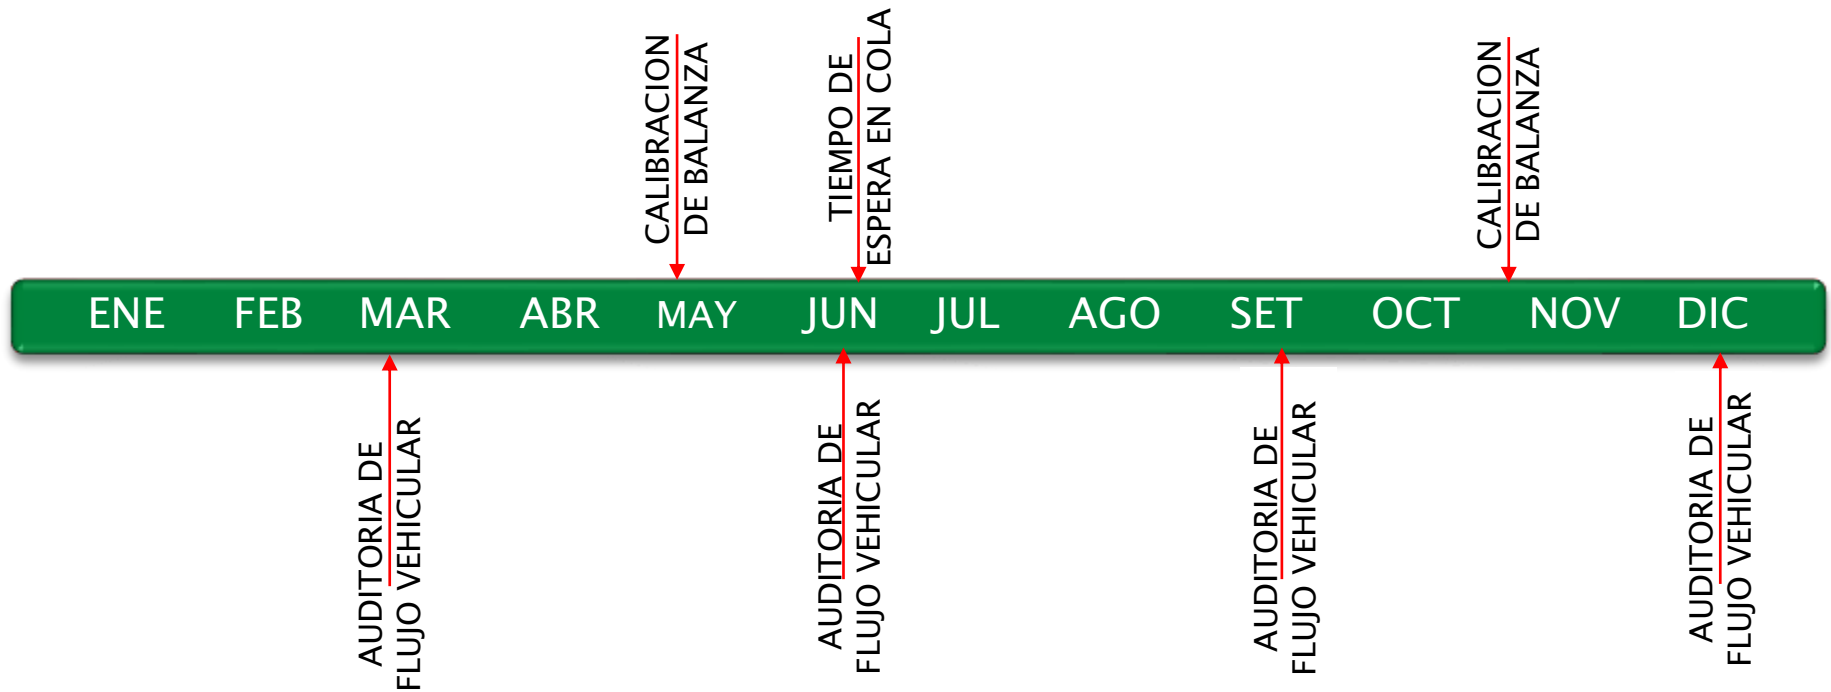 CALIBRACION
DE BALANZA
TIEMPO DE
ESPERA EN COLA
CALIBRACION
DE BALANZA
ENE FEB MAR ABR MAY JUN JUL AGO SET OCT NOV DIC
AUDITORIA DE
FLUJO VEHICULAR
AUDITORIA DE
FLUJO VEHICULAR
AUDITORIA DE
FLUJO VEHICULAR
AUDITORIA DE
FLUJO VEHICULAR